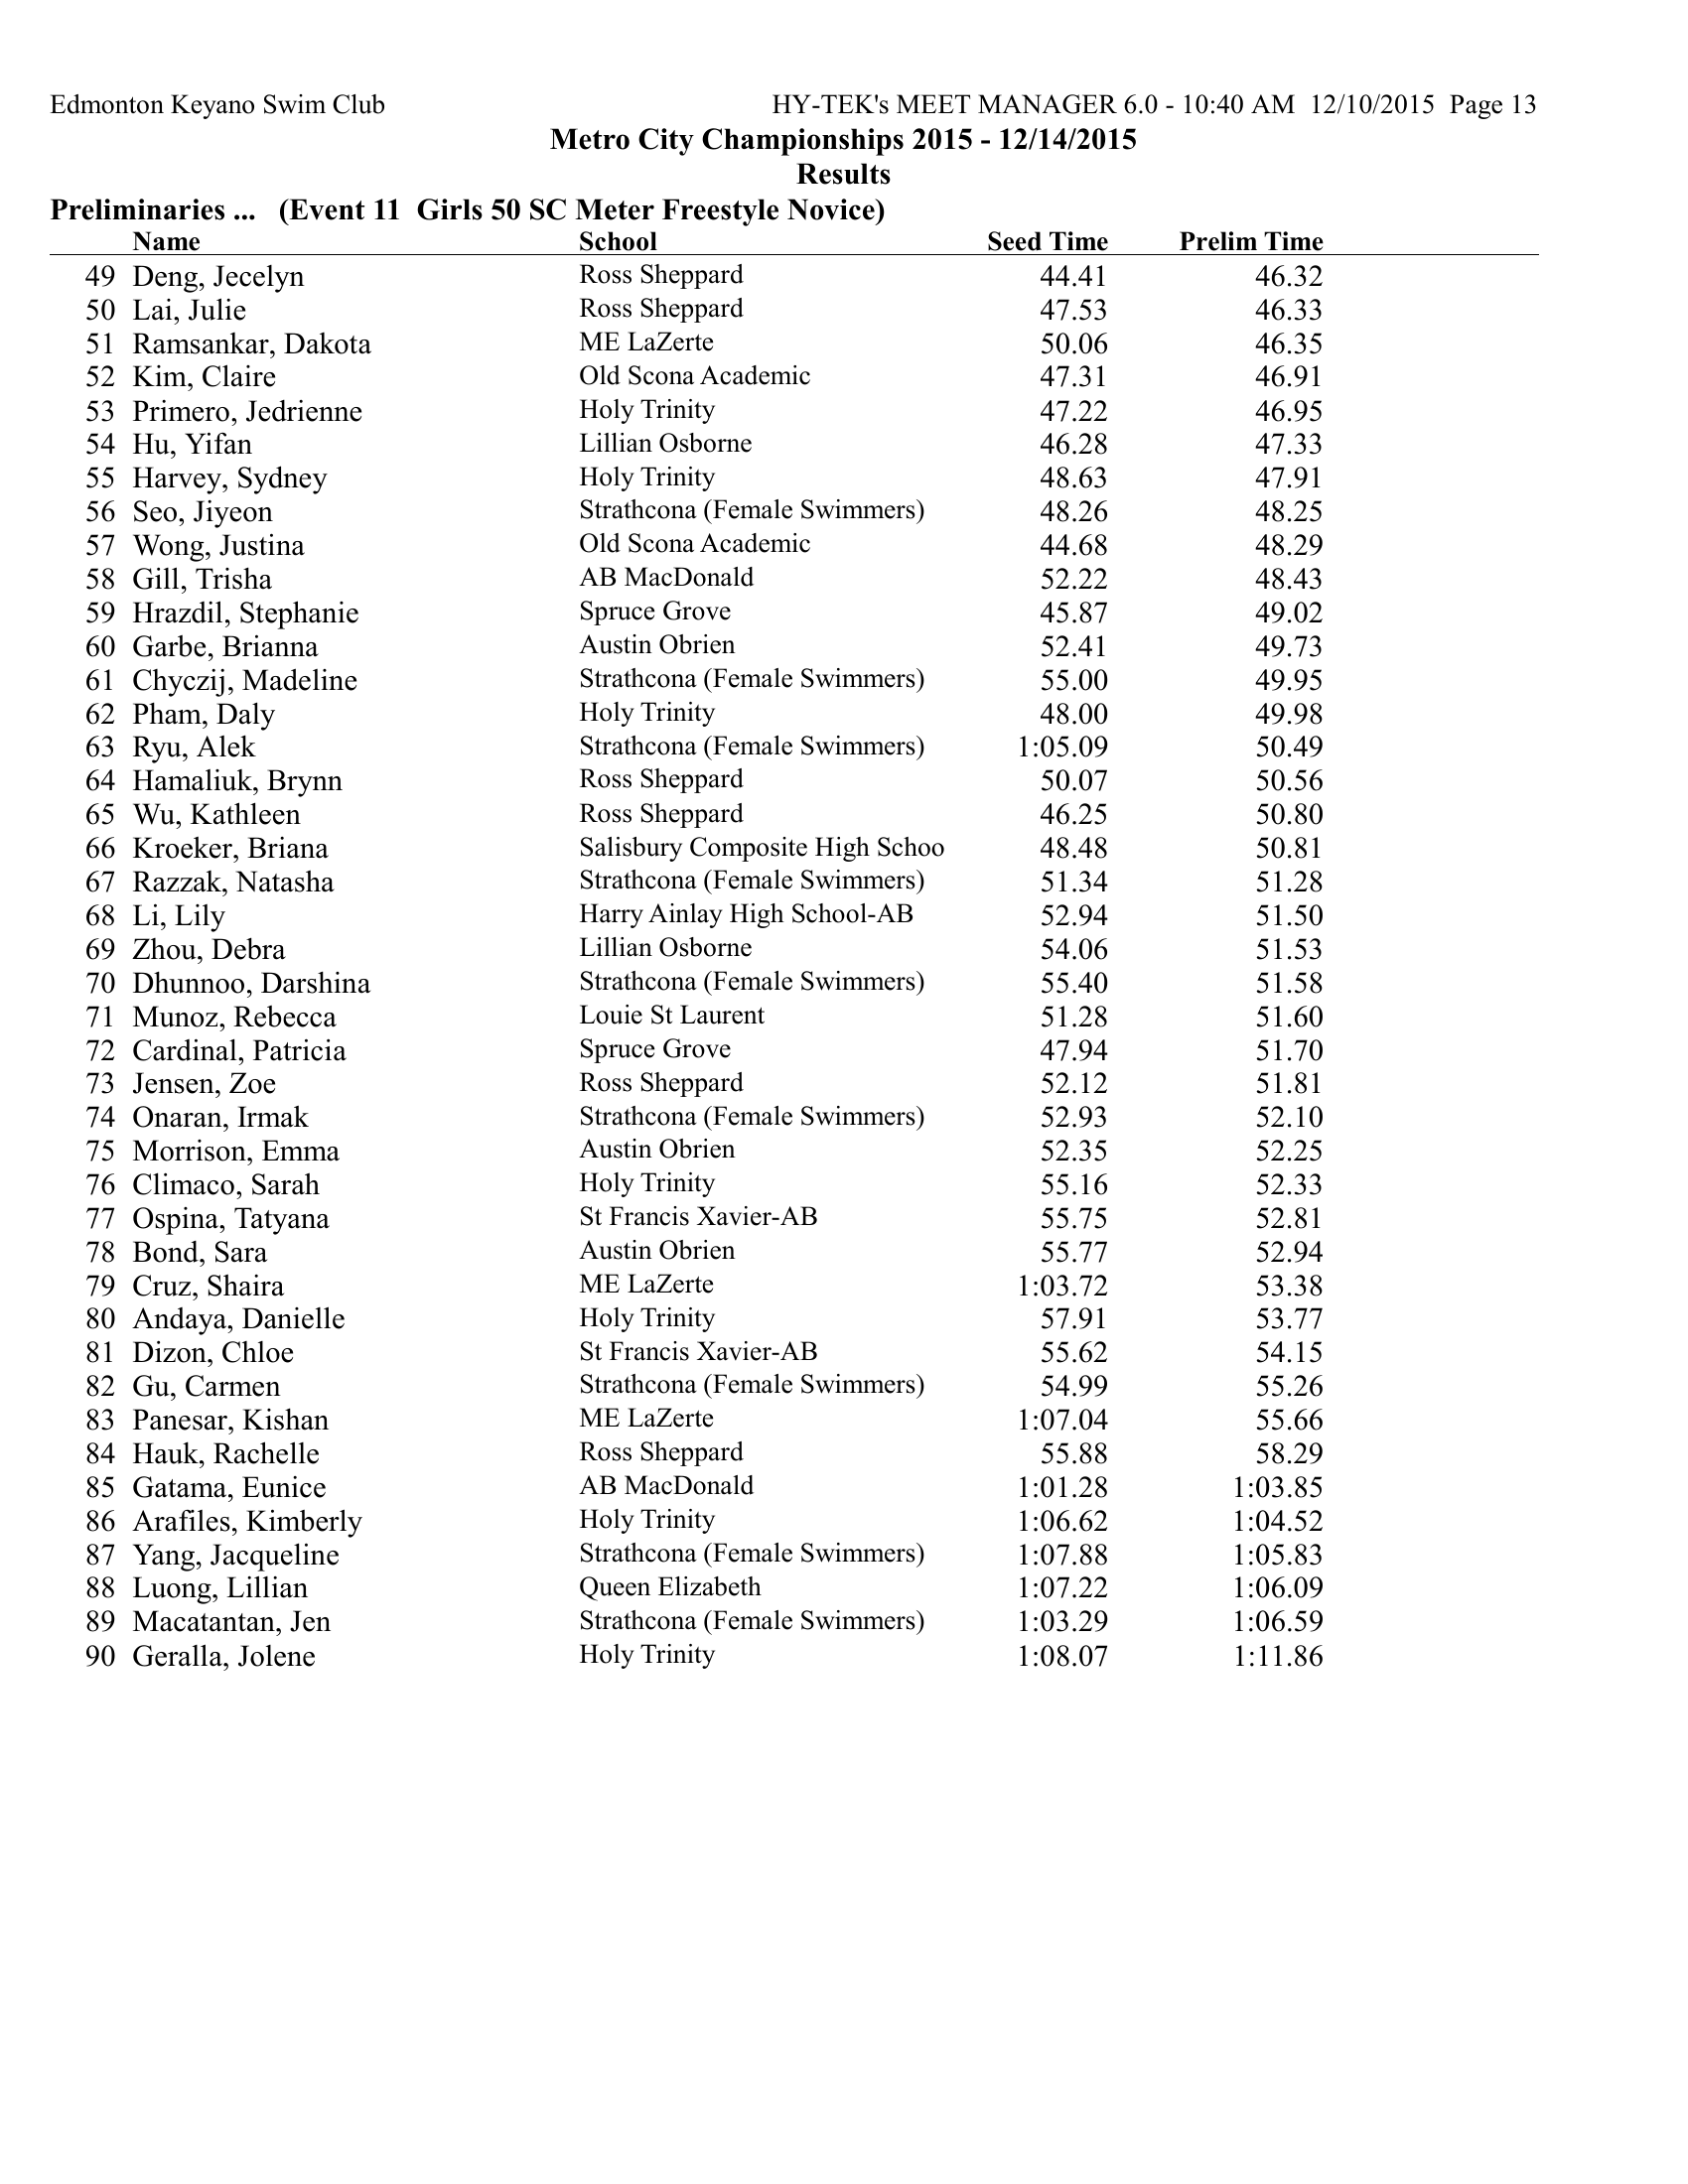 Edmonton Keyano Swim Club HY-TEK's MEET MANAGER 6.0 - 10:40 AM 12/10/2015 Page 13
Metro City Championships 2015 - 12/14/2015
Results
Preliminaries ... (Event 11 Girls 50 SC Meter Freestyle Novice)
Name School Seed Time Prelim Time
49 Deng, Jecelyn Ross Sheppard 44.41 46.32
50 Lai, Julie Ross Sheppard 47.53 46.33
51 Ramsankar, Dakota ME LaZerte 50.06 46.35
52 Kim, Claire Old Scona Academic 47.31 46.91
53 Primero, Jedrienne Holy Trinity 47.22 46.95
54 Hu, Yifan Lillian Osborne 46.28 47.33
55 Harvey, Sydney Holy Trinity 48.63 47.91
56 Seo, Jiyeon Strathcona (Female Swimmers) 48.26 48.25
57 Wong, Justina Old Scona Academic 44.68 48.29
58 Gill, Trisha AB MacDonald 52.22 48.43
59 Hrazdil, Stephanie Spruce Grove 45.87 49.02
60 Garbe, Brianna Austin Obrien 52.41 49.73
61 Chyczij, Madeline Strathcona (Female Swimmers) 55.00 49.95
62 Pham, Daly Holy Trinity 48.00 49.98
63 Ryu, Alek Strathcona (Female Swimmers) 1:05.09 50.49
64 Hamaliuk, Brynn Ross Sheppard 50.07 50.56
65 Wu, Kathleen Ross Sheppard 46.25 50.80
66 Kroeker, Briana Salisbury Composite High Schoo 48.48 50.81
67 Razzak, Natasha Strathcona (Female Swimmers) 51.34 51.28
68 Li, Lily Harry Ainlay High School-AB 52.94 51.50
69 Zhou, Debra Lillian Osborne 54.06 51.53
70 Dhunnoo, Darshina Strathcona (Female Swimmers) 55.40 51.58
71 Munoz, Rebecca Louie St Laurent 51.28 51.60
72 Cardinal, Patricia Spruce Grove 47.94 51.70
73 Jensen, Zoe Ross Sheppard 52.12 51.81
74 Onaran, Irmak Strathcona (Female Swimmers) 52.93 52.10
75 Morrison, Emma Austin Obrien 52.35 52.25
76 Climaco, Sarah Holy Trinity 55.16 52.33
77 Ospina, Tatyana St Francis Xavier-AB 55.75 52.81
78 Bond, Sara Austin Obrien 55.77 52.94
79 Cruz, Shaira ME LaZerte 1:03.72 53.38
80 Andaya, Danielle Holy Trinity 57.91 53.77
81 Dizon, Chloe St Francis Xavier-AB 55.62 54.15
82 Gu, Carmen Strathcona (Female Swimmers) 54.99 55.26
83 Panesar, Kishan ME LaZerte 1:07.04 55.66
84 Hauk, Rachelle Ross Sheppard 55.88 58.29
85 Gatama, Eunice AB MacDonald 1:01.28 1:03.85
86 Arafiles, Kimberly Holy Trinity 1:06.62 1:04.52
87 Yang, Jacqueline Strathcona (Female Swimmers) 1:07.88 1:05.83
88 Luong, Lillian Queen Elizabeth 1:07.22 1:06.09
89 Macatantan, Jen Strathcona (Female Swimmers) 1:03.29 1:06.59
90 Geralla, Jolene Holy Trinity 1:08.07 1:11.86